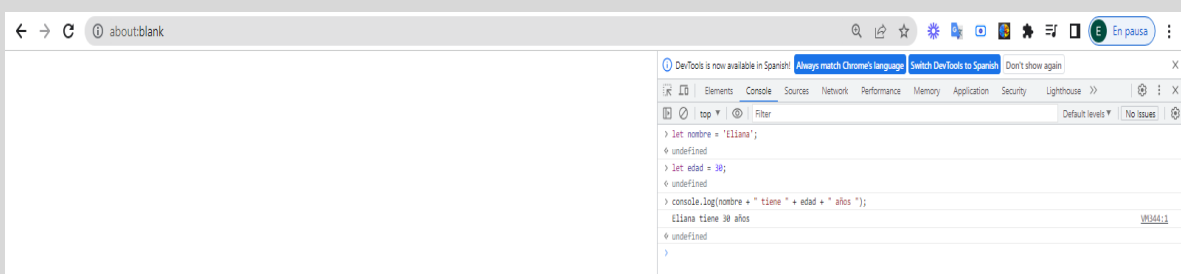 about:blank
E En pausa
DevTools is now available in Spanish! Always match Chrome's language Switch DevTools to Spanish Don't show again X
Elements Console Sources Network Performance Memory Application Security Lighthouse »
top ▼ Filter Default levels ▼ No Issues
> let nombre = 'Eliana';
undefined
> let edad = 30;
undefined
> console.log(nombre + " tiene " + edad + " años ");
Eliana tiene 30 años VM344:1
undefined
>